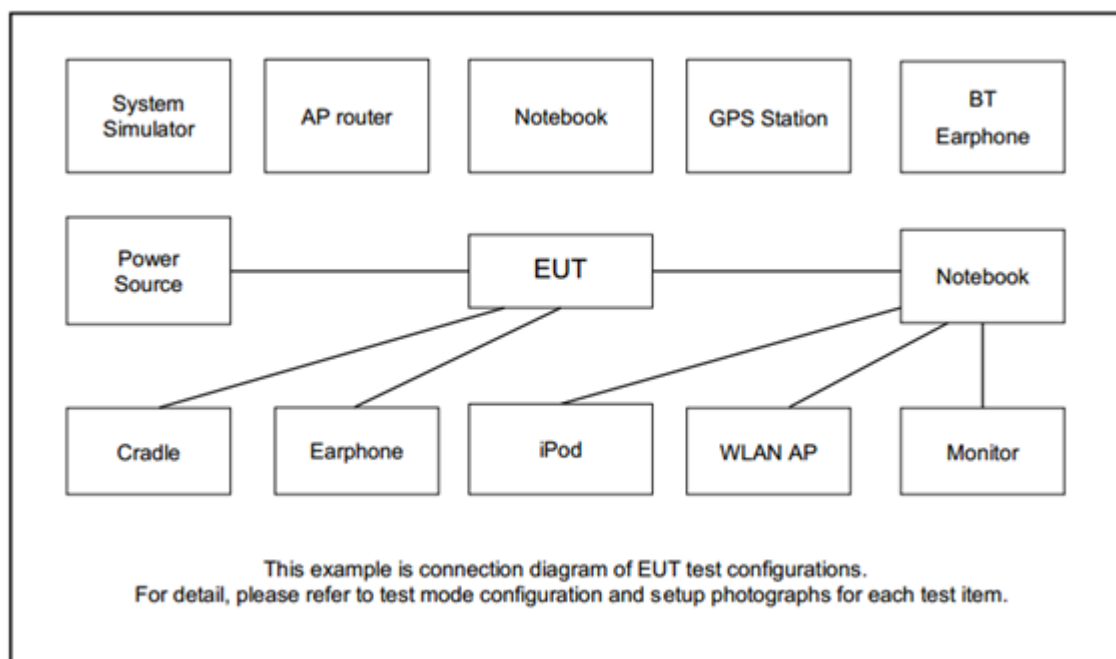 System
Simulator
AP router
Notebook
GPS Station
BT
Earphone
Power
Source
EUT
Notebook
Cradle
Earphone
iPod
WLAN AP
Monitor
This example is connection diagram of EUT test configurations.
For detail, please refer to test mode configuration and setup photographs for each test item.